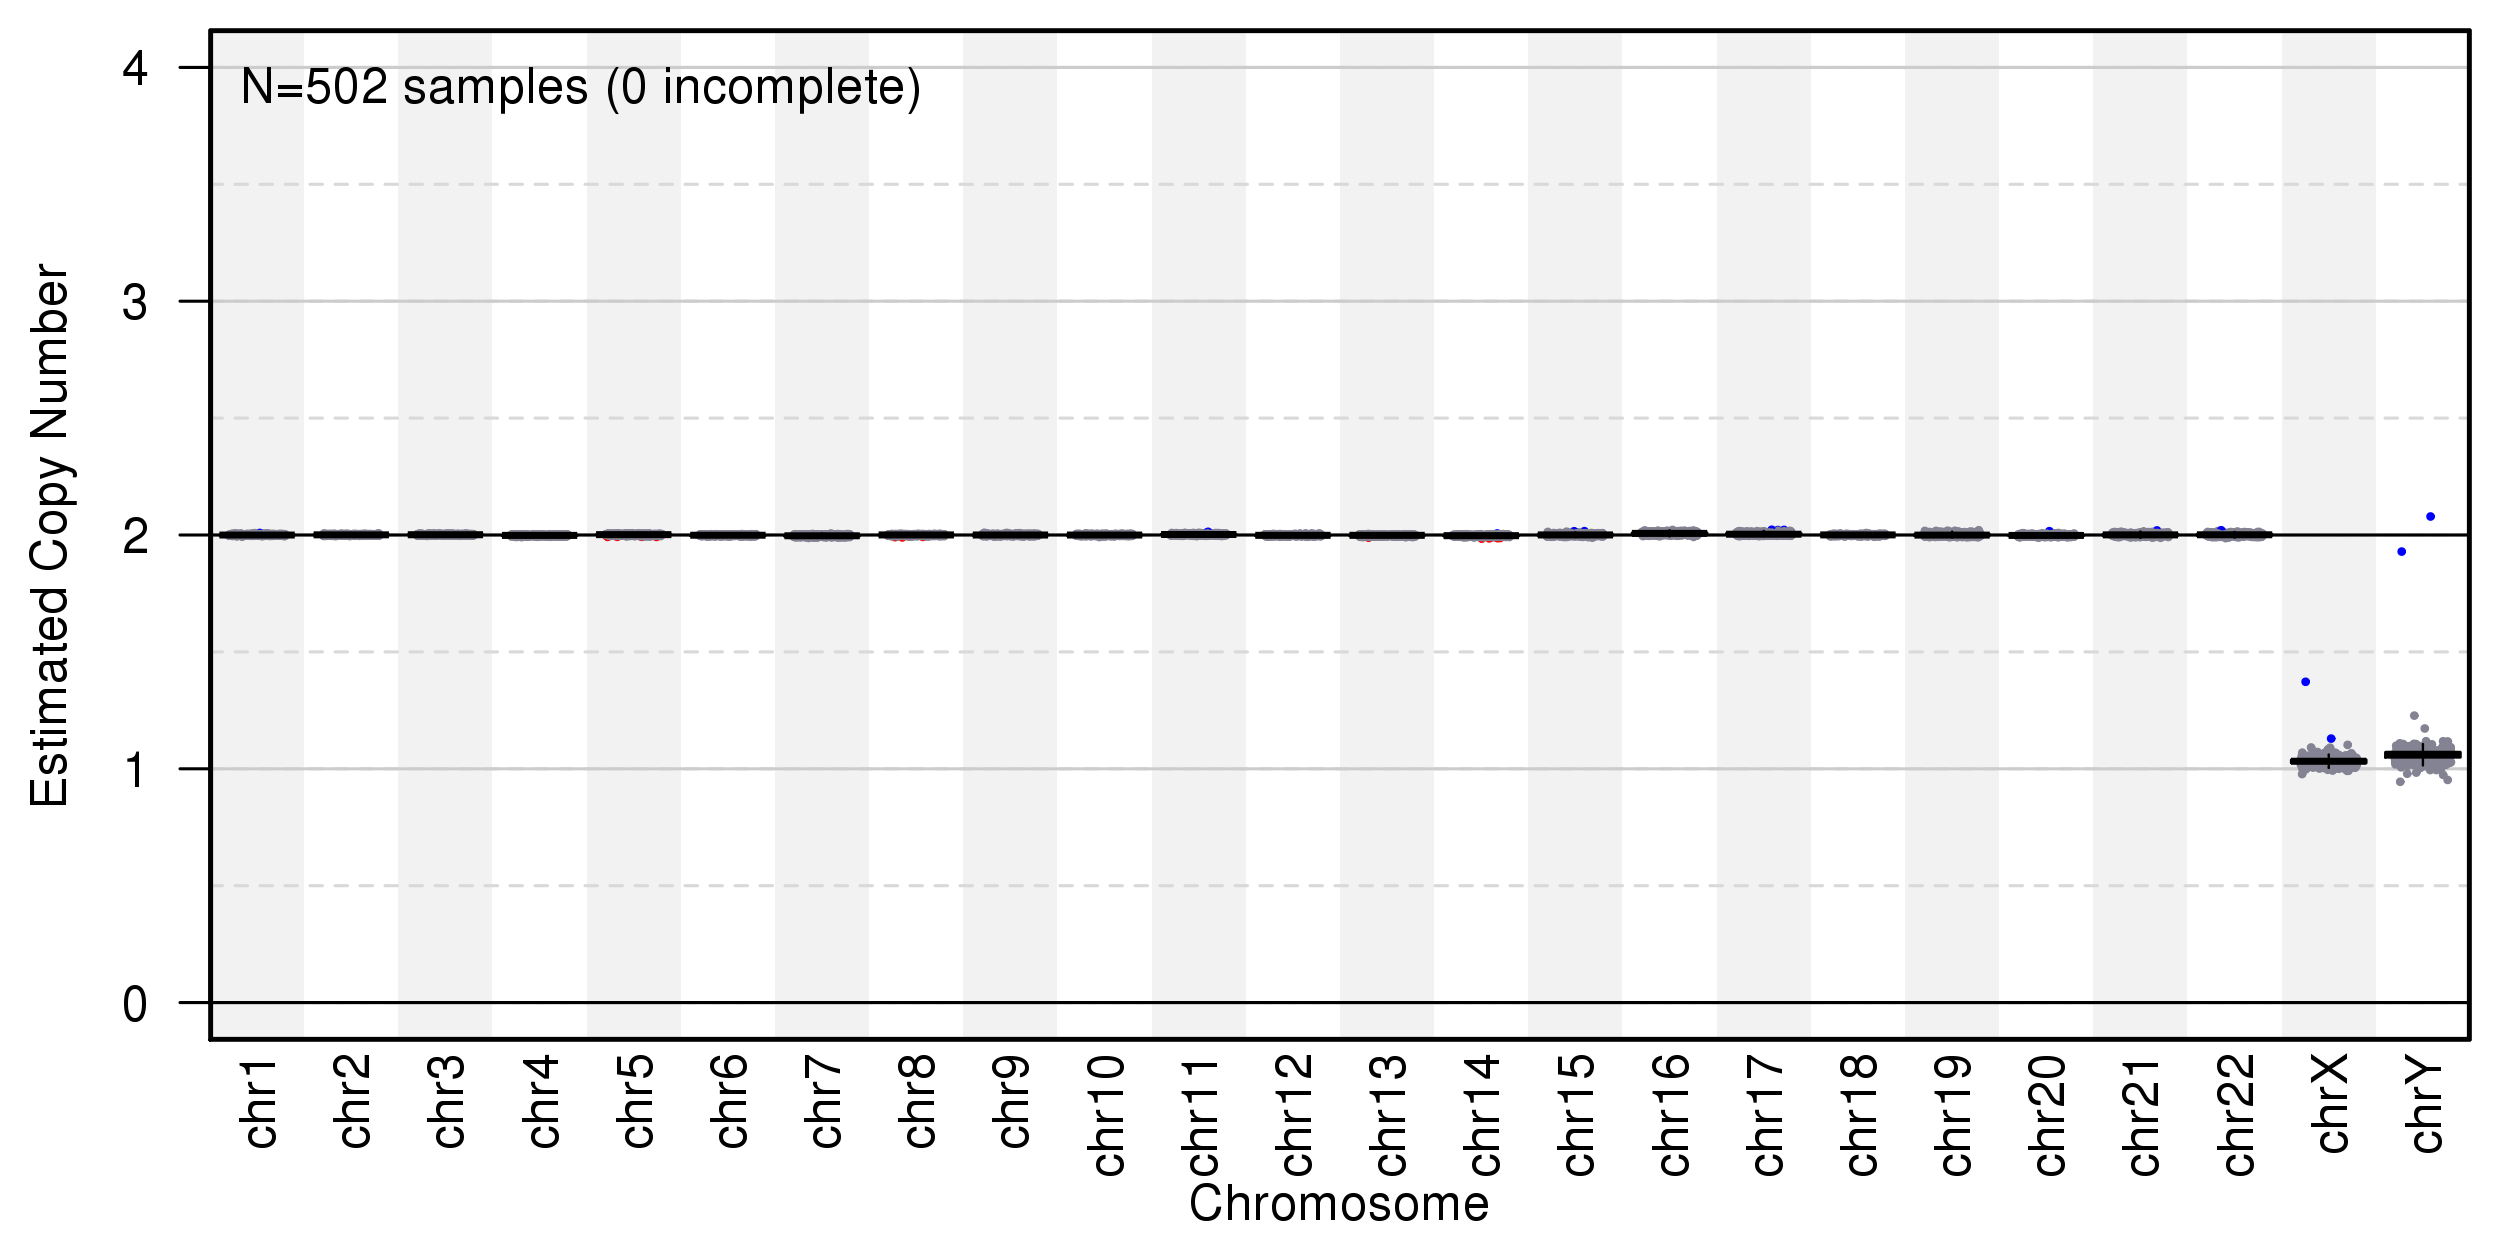 N=502 samples (0 incomplete)
4
3
2
1
0
Estimated Copy Number
chr1
chr2
chr3
chr4
chr5
chr6
chr7
chr8
chr9
chr10
chr11
chr12
chr13
chr14
chr15
chr16
chr17
chr18
chr19
chr20
chr21
chr22
chrX
chrY
Chromosome